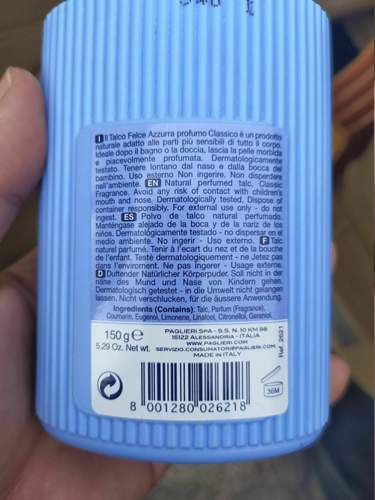 I Il Talco Felce Azzurra profumo Classico è un prodotto
naturale adatto alle parti più sensibili di tutto il corpo.
Ideale dopo il bagno o la doccia, lascia la pelle morbida
e piacevolmente profumata. Dermatologicamente
testato. Tenere lontano dal naso e dalla bocca del
bambino. Uso esterno Non ingerire. Non disperdere
nell'ambiente. EN Natural perfumed talc, Classic
Fragrance. Avoid any risk of contact with children's
mouth and nose. Dermatologically tested. Dispose of
container responsibly. For external use only - do not
ingest. ES Polvo de talco natural perfumado.
Manténgase alejado de la boca y de la nariz de los
niños. Dermatológicamente testado - no dispersar en el
medio ambiente. No ingerir - Uso externo. F Talc
naturel parfumé. Tenir à l'ecart du nez et de la bouche
de l'enfant. Testé dermatologiquement - ne Jetez pas
dans l'enviroment. Ne pas ingerer - Usage externe.
D Duftender Natürlicher Körperpuder. Soll nicht in der
nähe des Mund und Nase von Kindern gehen.
Dermatologisch getestet - in die Umwelt nicht gelangen
lassen. Nicht verschlucken, für die äussere Anwendung.
Ingredients (Contains): Talc, Parfum (Fragrance),
Coumarin, Eugenol, Limonene, Linalool, Citronellol, Geraniol.
150 g e
5.29 Oz. Net wt.
PAGLIERI SPA - S.S. N. 10 KM 98
15122 ALESSANDRIA - ITALIA
WWW.PAGLIERI.COM
SERVIZIO.CONSUMATORI@PAGLIERI.COM
MADE IN ITALY
Ref. 2621
36M
8 001280 026218